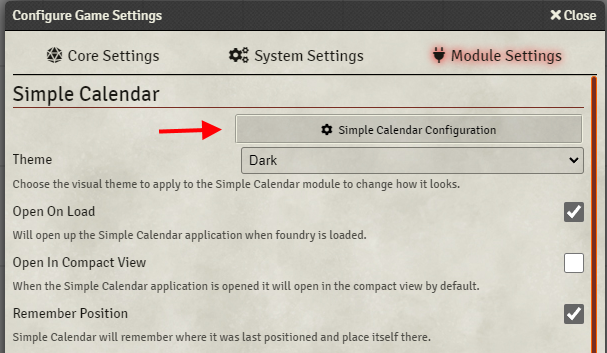 Configure Game Settings
Close
Core Settings
System Settings
Module Settings
Simple Calendar
Simple Calendar Configuration
Theme
Dark
Choose the visual theme to apply to the Simple Calendar module to change how it looks.
Open On Load
Will open up the Simple Calendar application when foundry is loaded.
Open In Compact View
When the Simple Calendar application is opened it will open in the compact view by default.
Remember Position
Simple Calendar will remember where it was last positioned and place itself there.